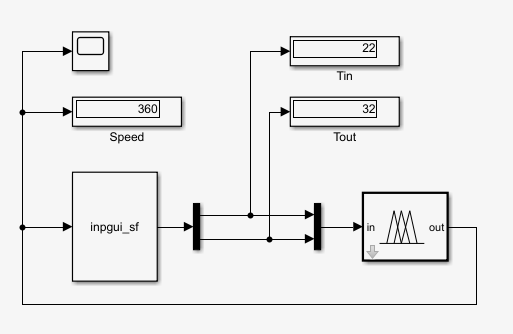 22
Tin
360
Speed
32
Tout
inpgui_sf
in
out